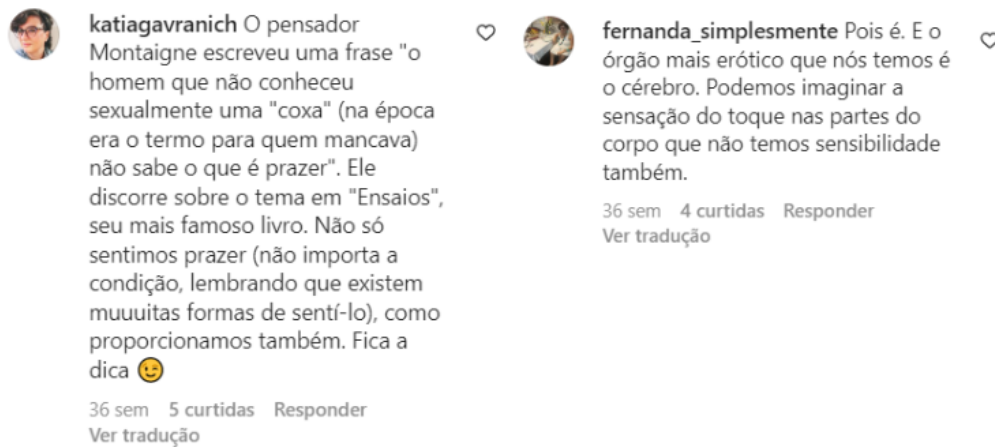 katiagavranich O pensador
Montaigne escreveu uma frase "o
homem que não conheceu
sexualmente uma "coxa" (na época
era o termo para quem mancava)
não sabe o que é prazer". Ele
discorre sobre o tema em "Ensaios",
seu mais famoso livro. Não só
sentimos prazer (não importa a
condição, lembrando que existem
muuuitas formas de sentí-lo), como
proporcionamos também. Fica a
dica 😉
36 sem 5 curtidas Responder
Ver tradução
fernanda_simplesmente Pois é. E o
órgão mais erótico que nós temos é
o cérebro. Podemos imaginar a
sensação do toque nas partes do
corpo que não temos sensibilidade
também.
36 sem 4 curtidas Responder
Ver tradução